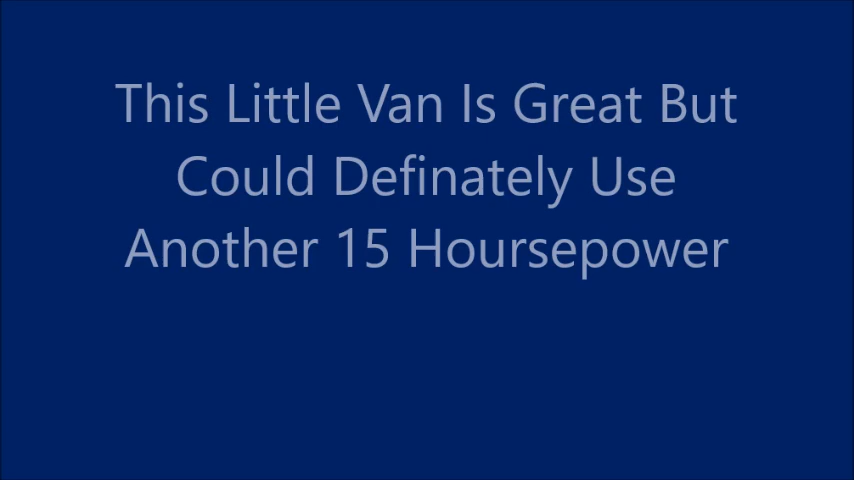 This Little Van Is Great But
Could Definately Use
Another 15 Hoursepower